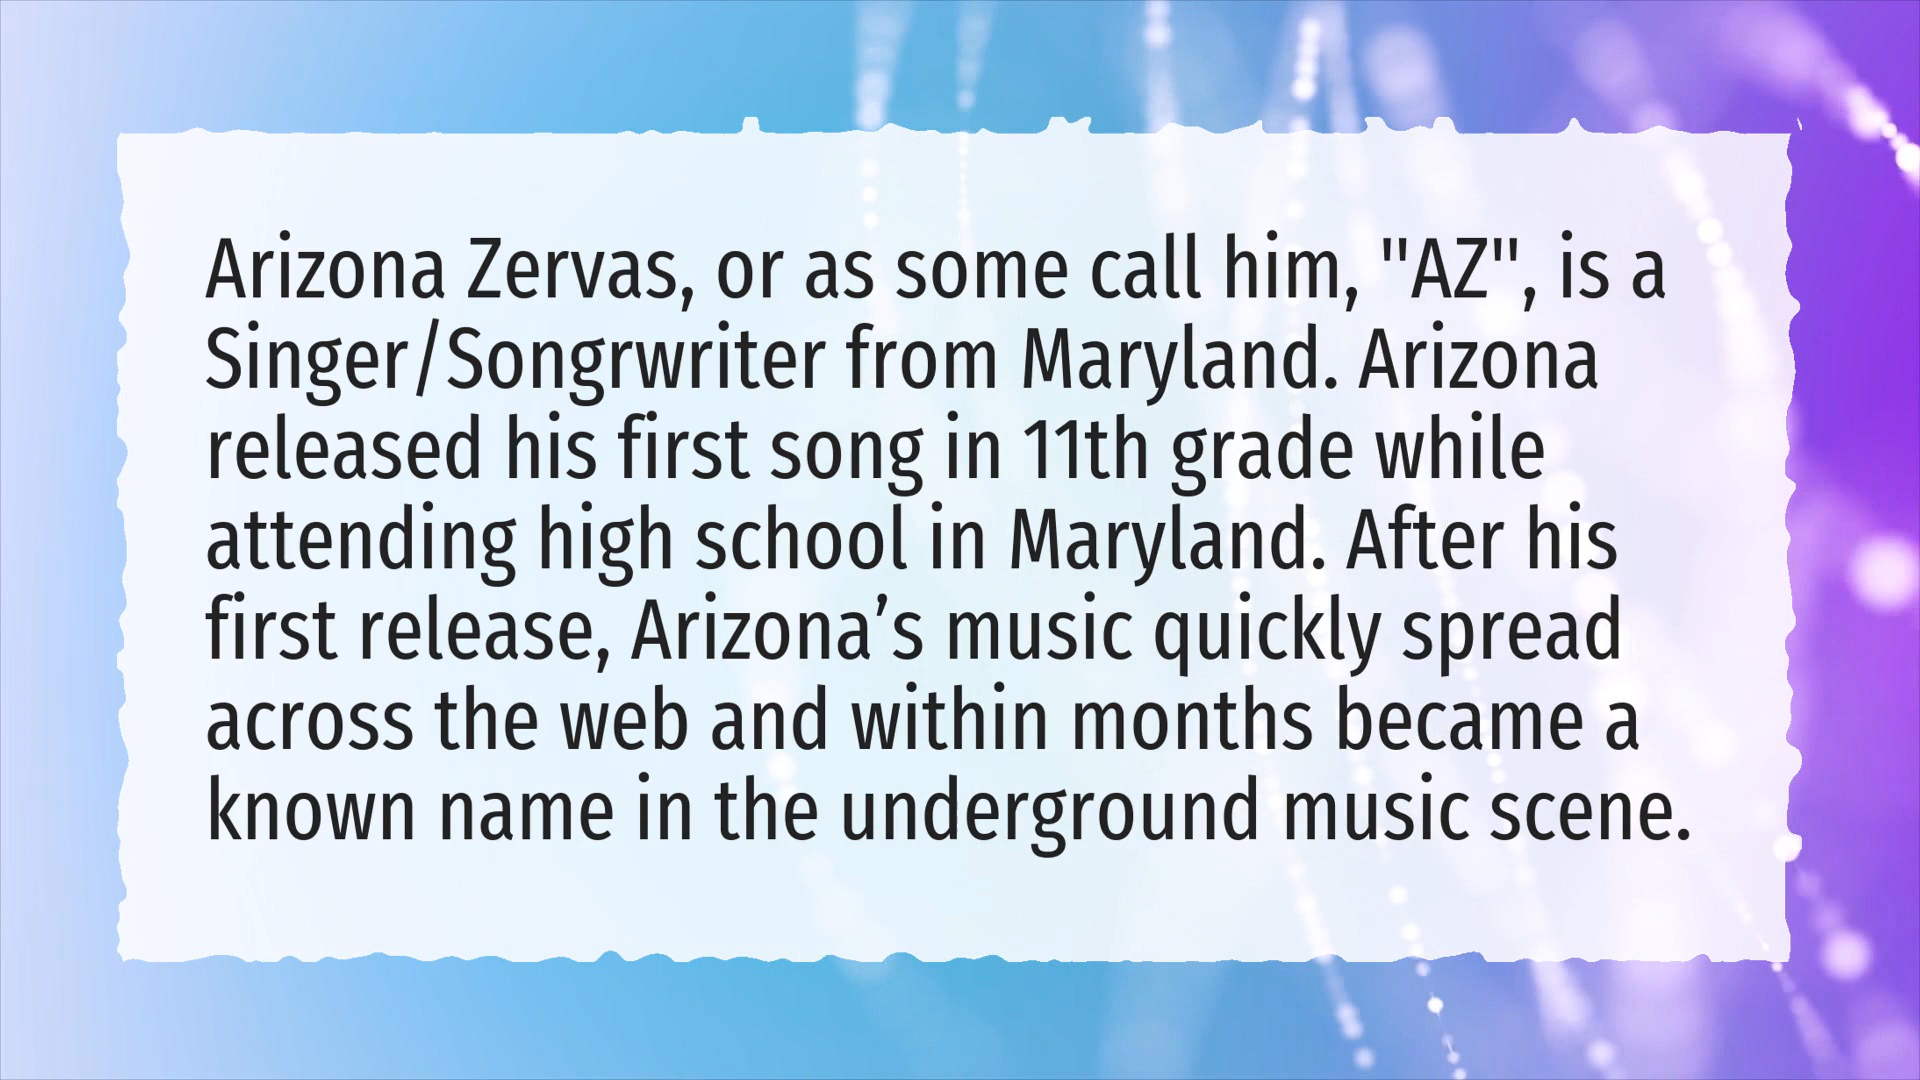 Arizona Zervas, or as some call him, "AZ", is a
Singer/Songrwriter from Maryland. Arizona
released his first song in 11th grade while
attending high school in Maryland. After his
first release, Arizona’s music quickly spread
across the web and within months became a
known name in the underground music scene.